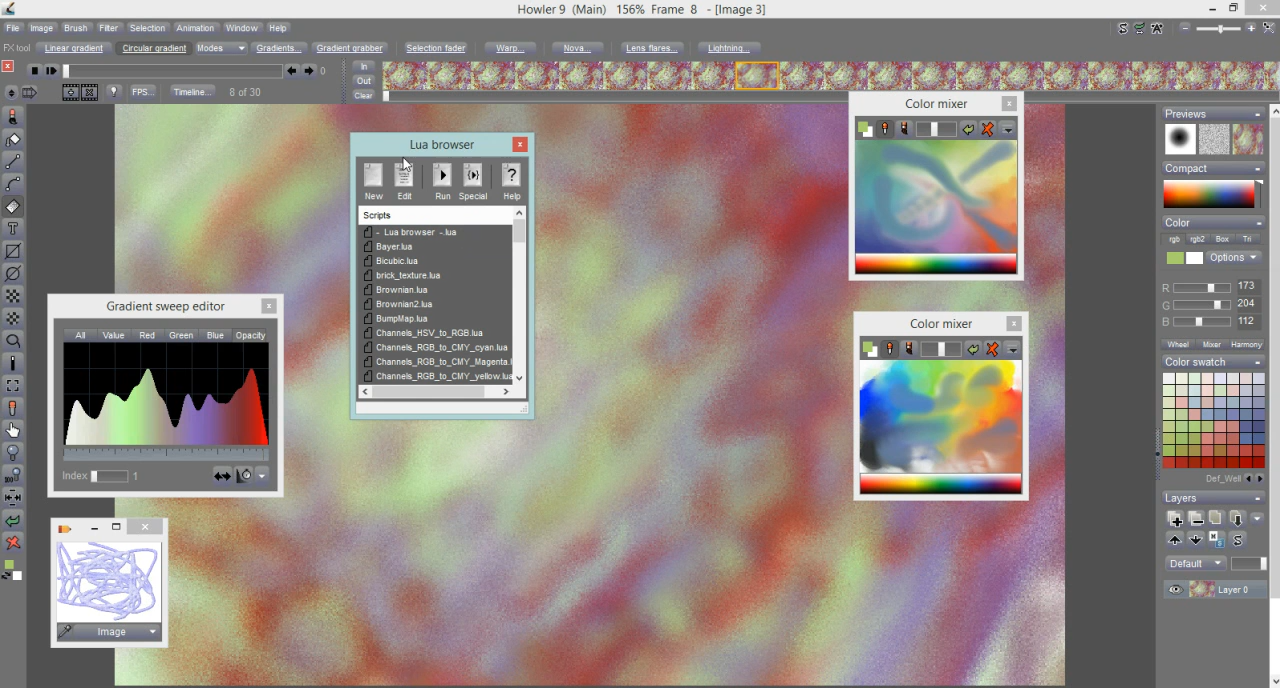 Howler 9 (Main) 156% Frame 8 - [Image 3]
File Image Brush Filter Selection Animation Window Help
FX tool Linear gradient Circular gradient Modes Gradients... Gradient grabber Selection fader Warp... Nova... Lens flares... Lightning...
0
In
Out
Clear
FPS... Timeline... 8 of 30
Lua browser
New Edit Run Special Help
Scripts
- Lua browser -.lua
Bayer.lua
Bicubic.lua
brick_texture.lua
Brownian.lua
Brownian2.lua
BumpMap.lua
Channels_HSV_to_RGB.lua
Channels_RGB_to_CMY_cyan.lua
Channels_RGB_to_CMY_Magenta.l
Channels_RGB_to_CMY_yellow.lua
Gradient sweep editor
All Value Red Green Blue Opacity
Index 1
Image
Color mixer
Color mixer
Previews
Compact
Color
rgb rgb2 Box Tri
Options
R 173
G 204
B 112
Wheel Mixer Harmony
Color swatch
Def_Well
Layers
Default
Layer 0